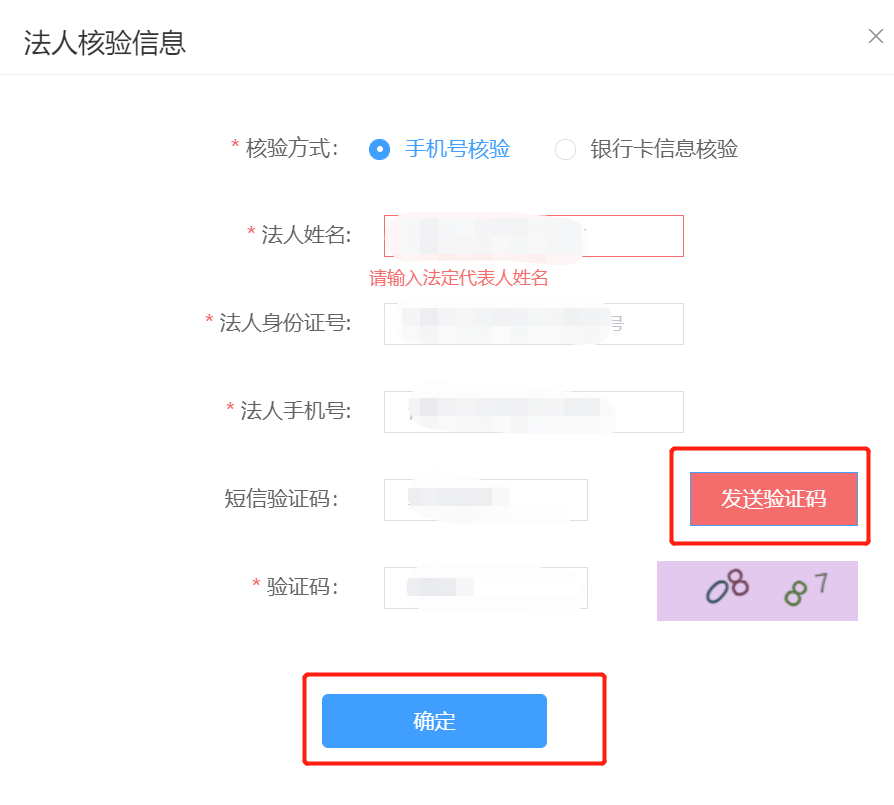 法人核验信息
* 核验方式: 手机号核验 银行卡信息核验
* 法人姓名:
请输入法定代表人姓名
* 法人身份证号: 号
* 法人手机号:
短信验证码: 发送验证码
* 验证码: 08 87
确定